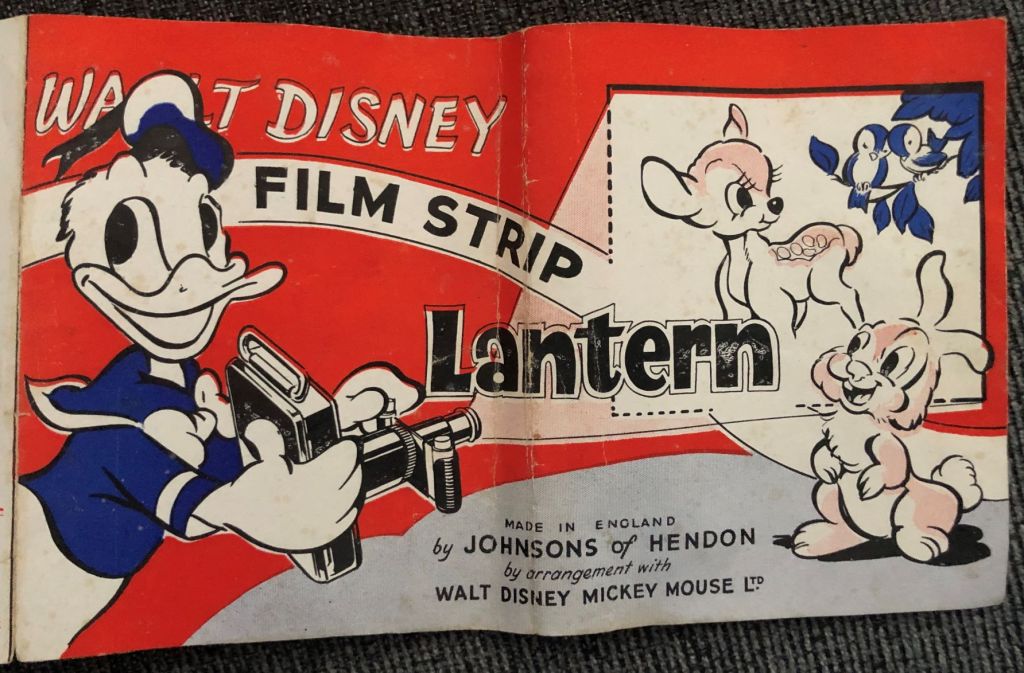 WALT DISNEY
FILM STRIP
Lantern
MADE IN ENGLAND
by JOHNSONS of HENDON
by arrangement with
WALT DISNEY MICKEY MOUSE LTD